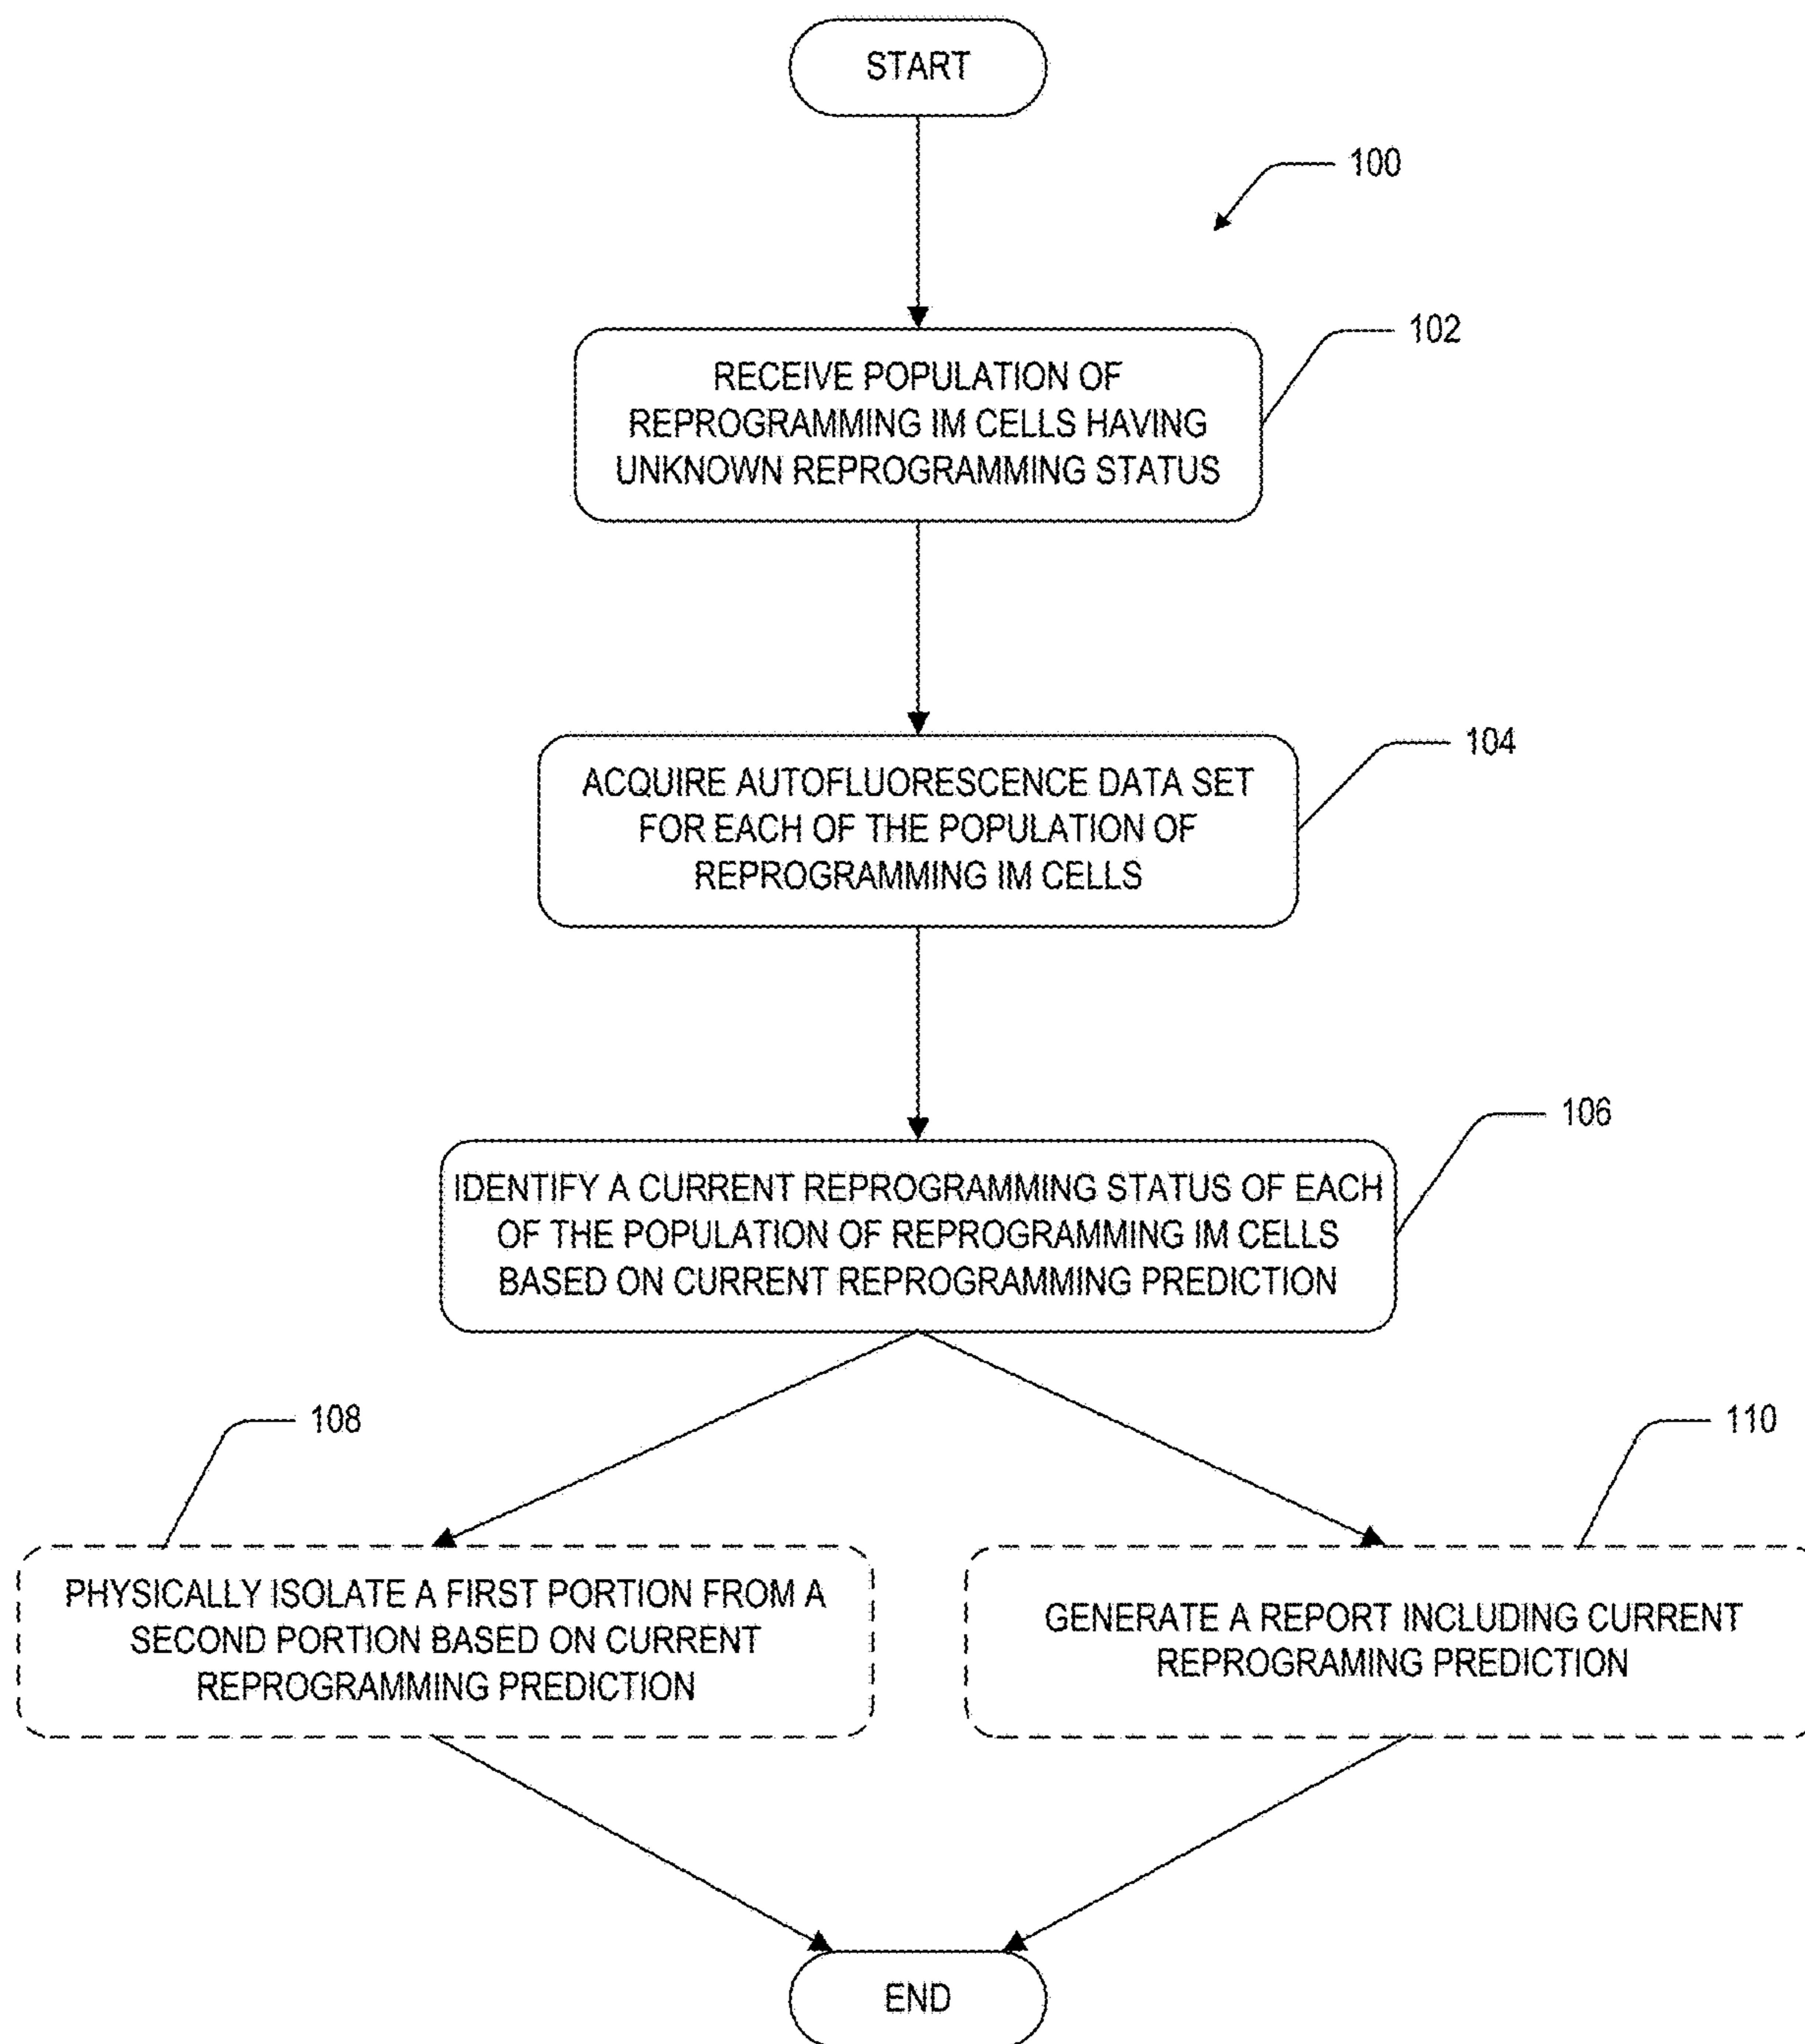 START
100
RECEIVE POPULATION OF
REPROGRAMMING IM CELLS HAVING
UNKNOWN REPROGRAMMING STATUS
102
ACQUIRE AUTOFLUORESCENCE DATA SET
FOR EACH OF THE POPULATION OF
REPROGRAMMING IM CELLS
104
IDENTIFY A CURRENT REPROGRAMMING STATUS OF EACH
OF THE POPULATION OF REPROGRAMMING IM CELLS
BASED ON CURRENT REPROGRAMMING PREDICTION
106
108
PHYSICALLY ISOLATE A FIRST PORTION FROM A
SECOND PORTION BASED ON CURRENT
REPROGRAMMING PREDICTION
110
GENERATE A REPORT INCLUDING CURRENT
REPROGRAMING PREDICTION
END